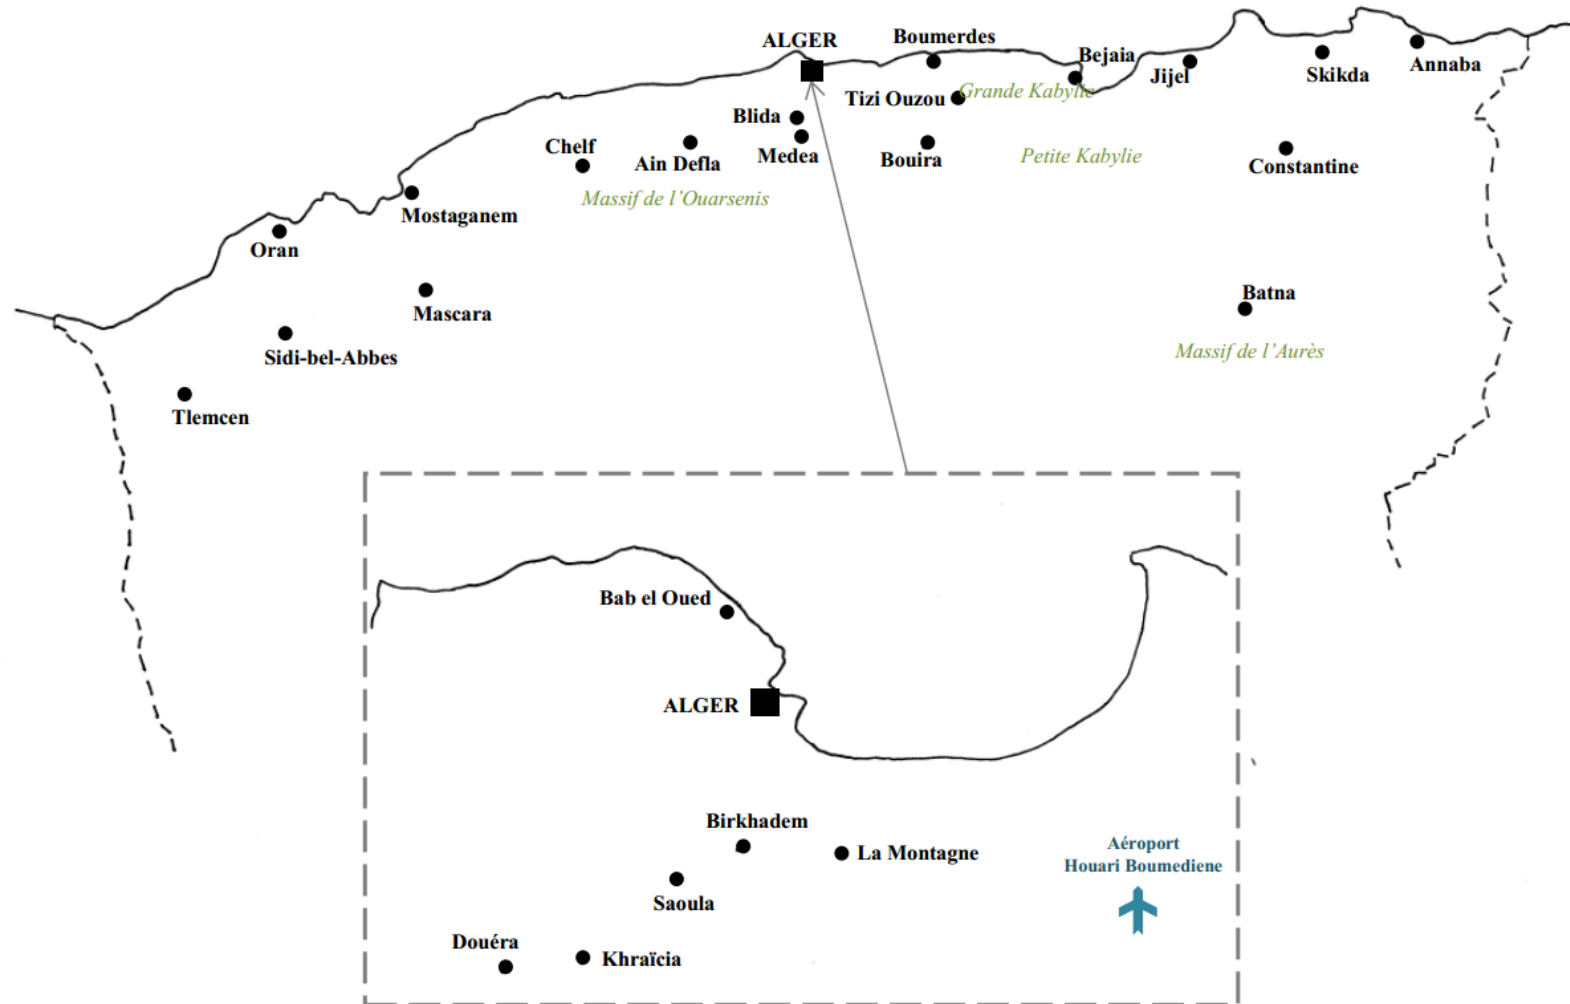 ALGER
Boumerdes
Bejaia
Jijel
Skikda
Annaba
Tizi Ouzou
Grande Kabylie
Blida
Medea
Bouira
Petite Kabylie
Constantine
Chelf
Ain Defla
Massif de l'Ouarsenis
Mostaganem
Oran
Mascara
Batna
Sidi-bel-Abbes
Massif de l'Aurès
Tlemcen
Bab el Oued
ALGER
Birkhadem
La Montagne
Aéroport
Houari Boumediene
Saoula
Douéra
Khraïcia